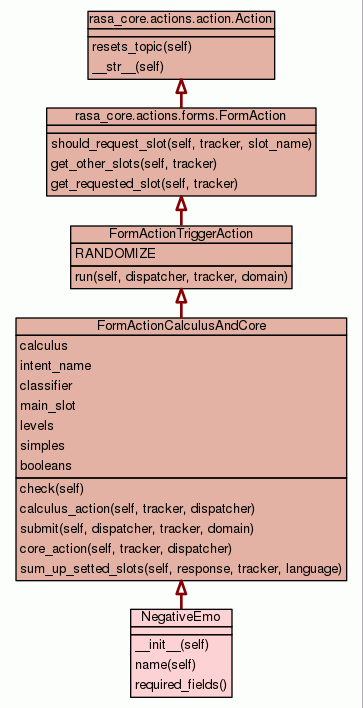 rasa_core.actions.action.Action
resets_topic(self)
__str__(self)
rasa_core.actions.forms.FormAction
should_request_slot(self, tracker, slot_name)
get_other_slots(self, tracker)
get_requested_slot(self, tracker)
FormActionTriggerAction
RANDOMIZE
run(self, dispatcher, tracker, domain)
FormActionCalculusAndCore
calculus
intent_name
classifier
main_slot
levels
simples
booleans
check(self)
calculus_action(self, tracker, dispatcher)
submit(self, dispatcher, tracker, domain)
core_action(self, tracker, dispatcher)
sum_up_setted_slots(self, response, tracker, language)
NegativeEmo
__init__(self)
name(self)
required_fields()